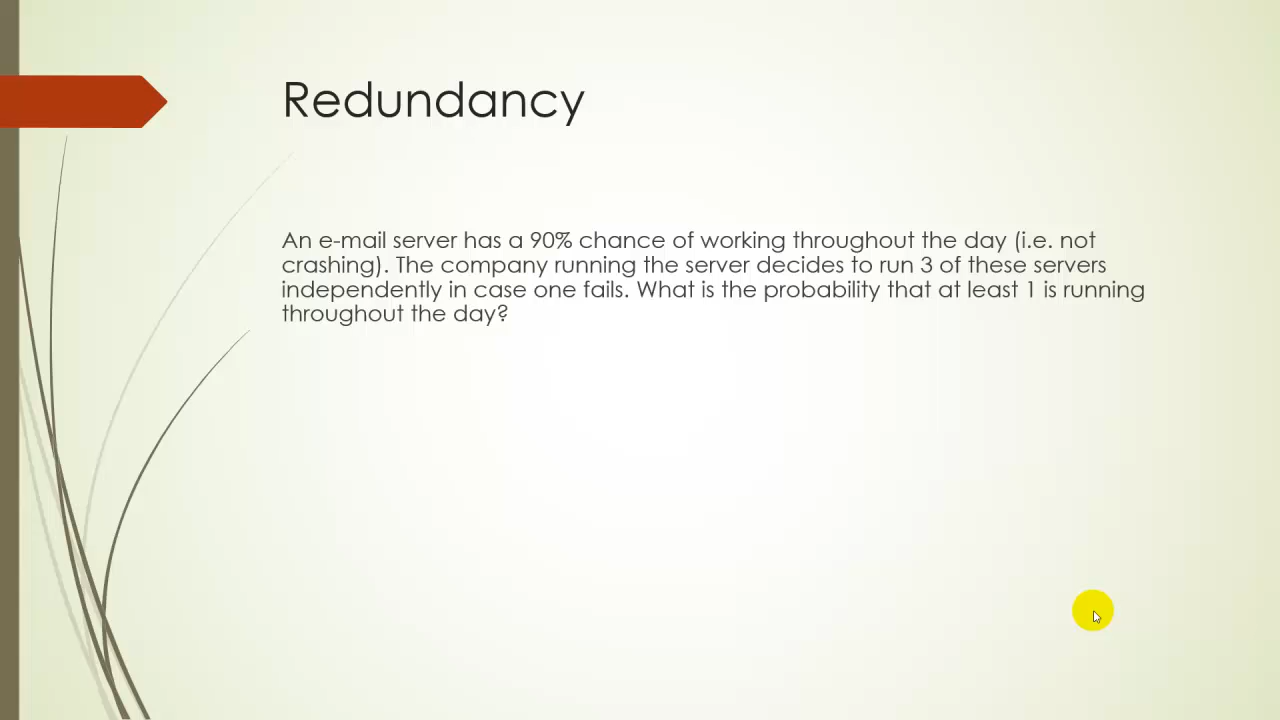 Redundancy
An e-mail server has a 90% chance of working throughout the day (i.e. not
crashing). The company running the server decides to run 3 of these servers
independently in case one fails. What is the probability that at least 1 is running
throughout the day?